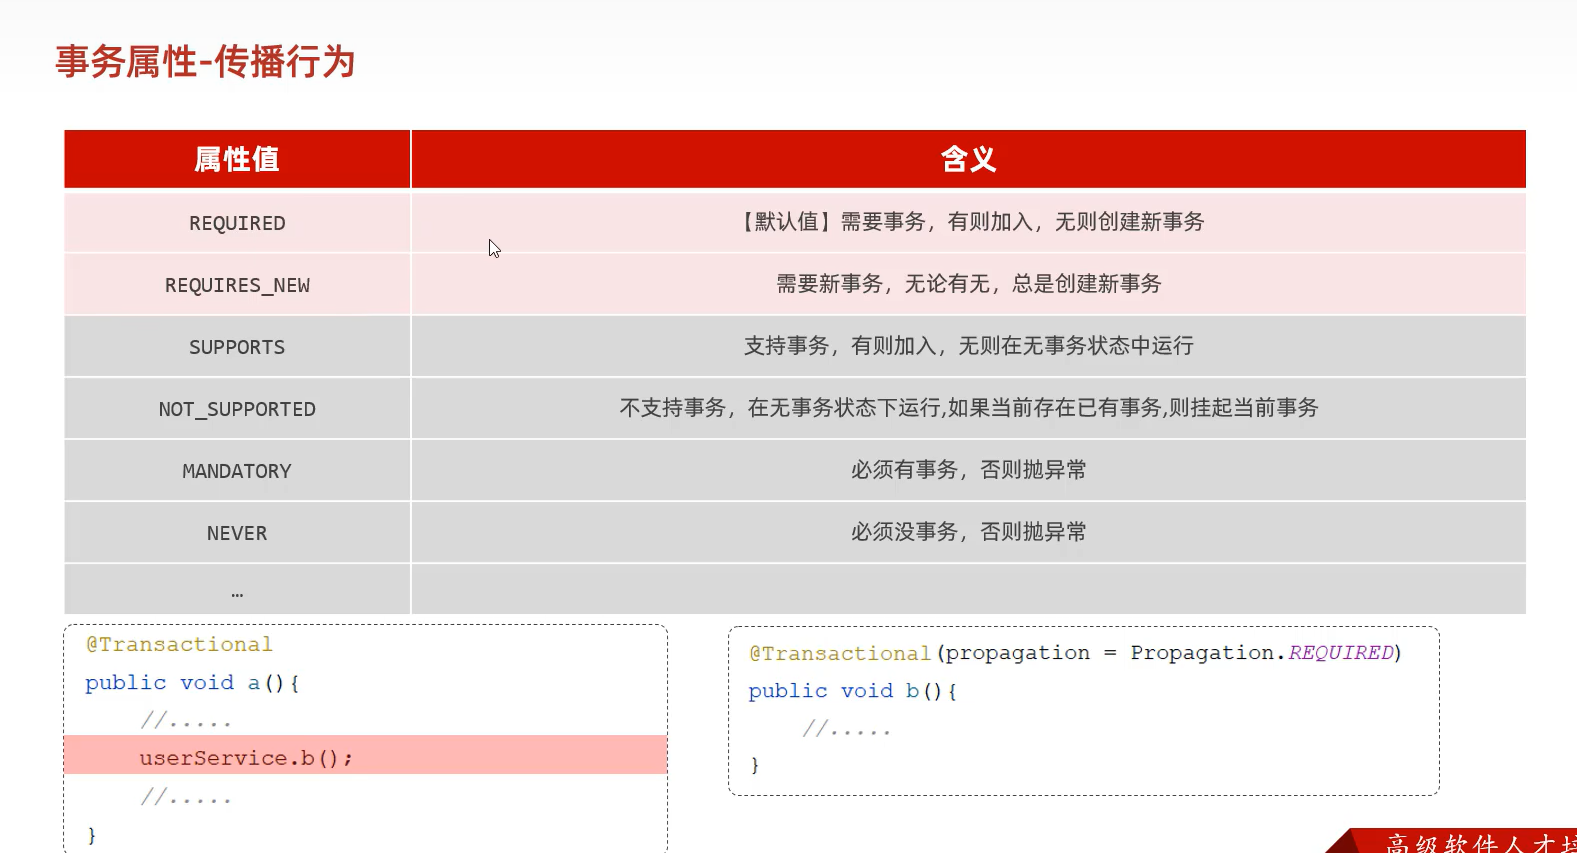 事务属性-传播行为
属性值 含义
REQUIRED 【默认值】需要事务，有则加入，无则创建新事务
REQUIRES_NEW 需要新事务，无论有无，总是创建新事务
SUPPORTS 支持事务，有则加入，无则在无事务状态中运行
NOT_SUPPORTED 不支持事务，在无事务状态下运行,如果当前存在已有事务,则挂起当前事务
MANDATORY 必须有事务，否则抛异常
NEVER 必须没事务，否则抛异常
…
@Transactional
public void a(){
//.....
userService.b();
//.....
}
@Transactional(propagation = Propagation.REQUIRED)
public void b(){
//.....
}
高级软件人才培